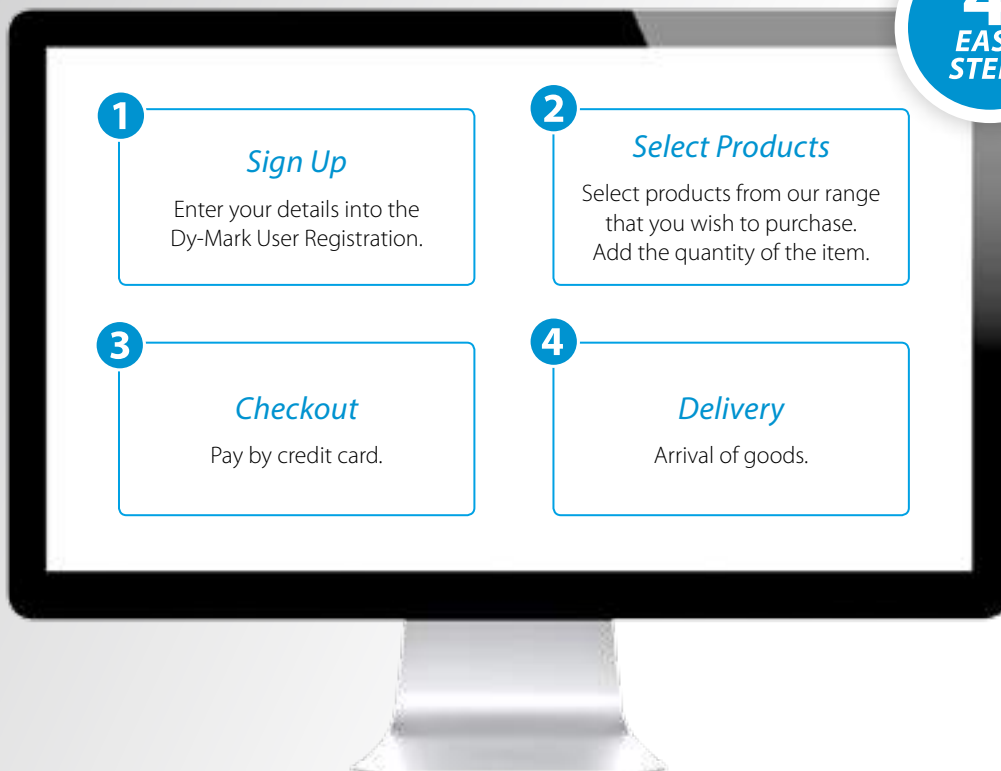 4
1
Sign Up
Enter your details into the
Dy-Mark User Registration.
2
Select Products
Select products from our range
that you wish to purchase.
Add the quantity of the item.
3
Checkout
Pay by credit card.
4
Delivery
Arrival of goods.